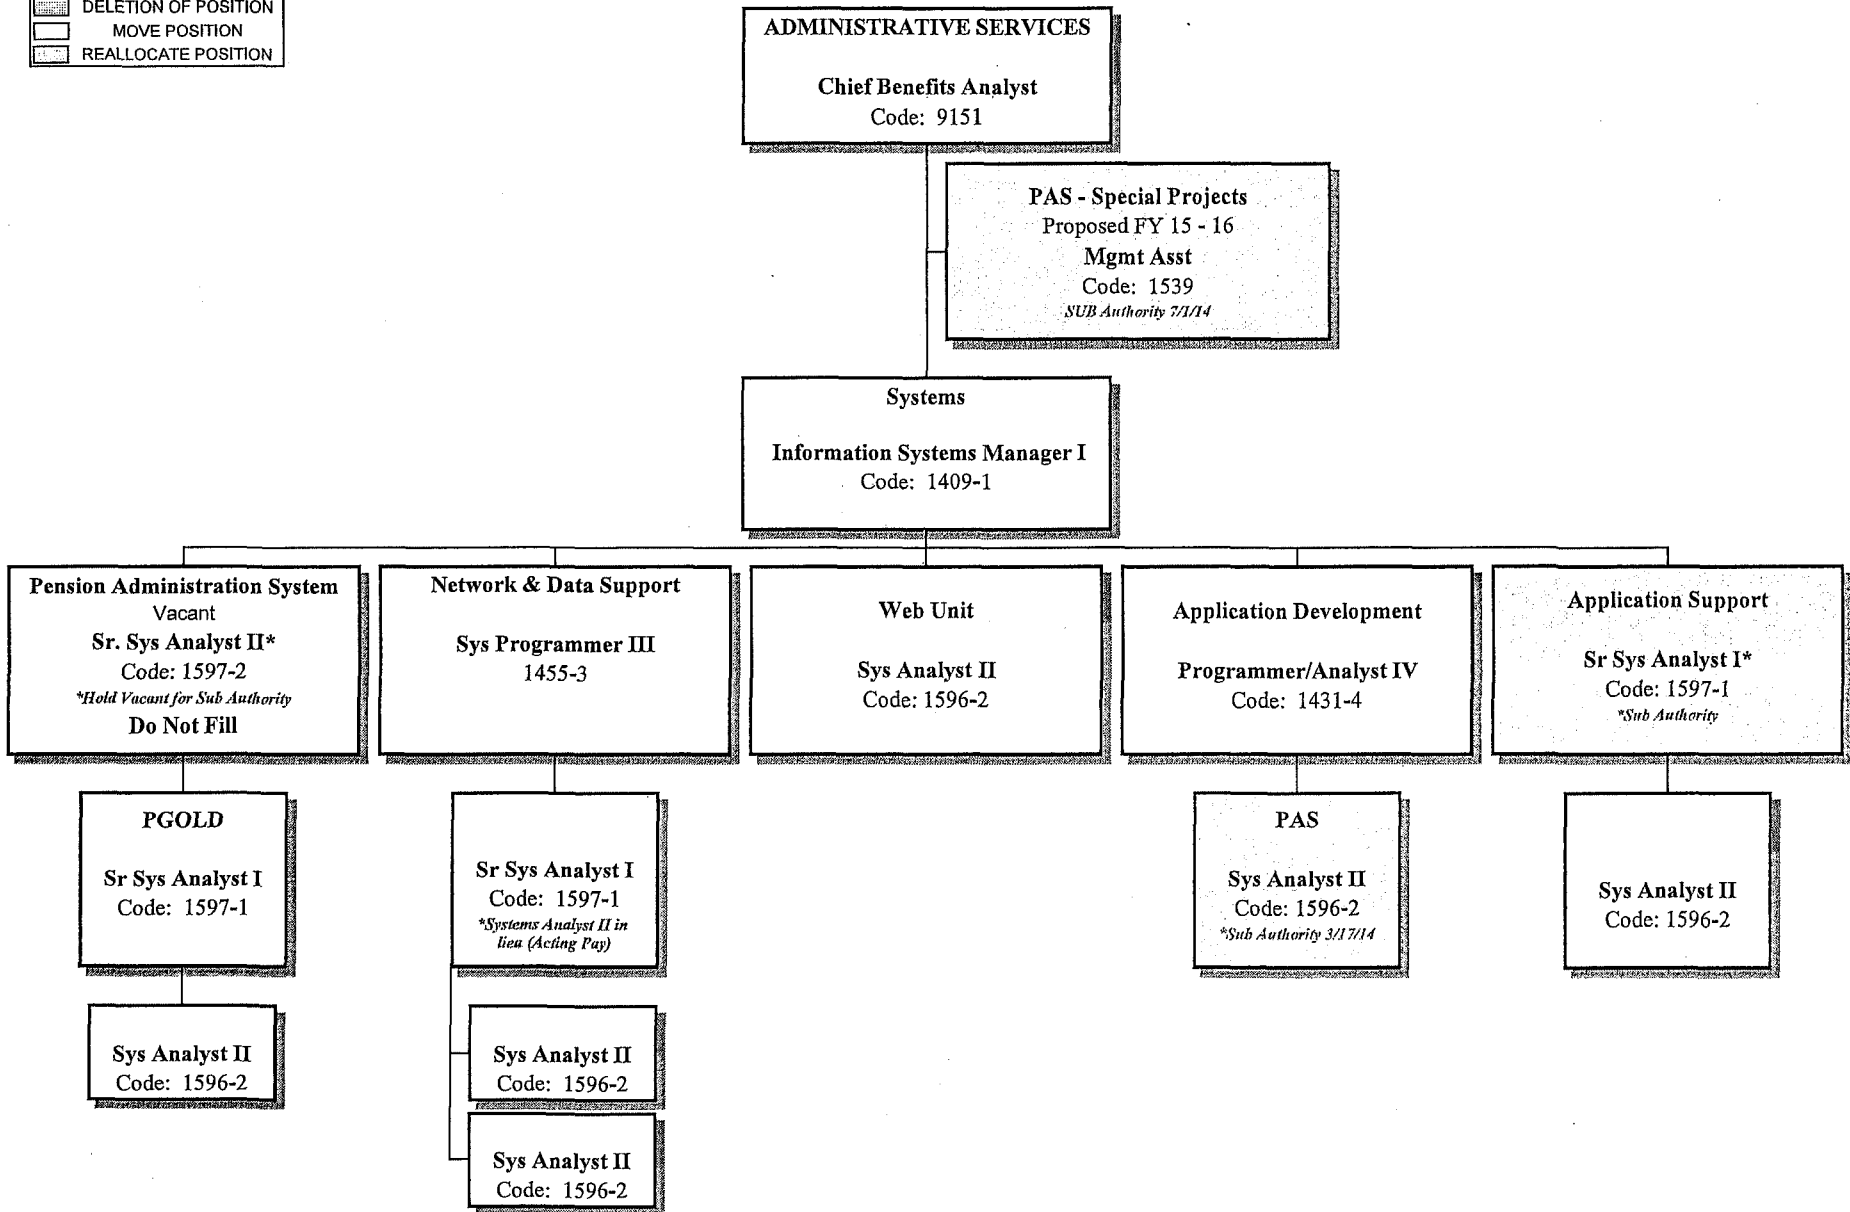 DELETION OF POSITION
MOVE POSITION
REALLOCATE POSITION
ADMINISTRATIVE SERVICES
Chief Benefits Analyst
Code: 9151
PAS - Special Projects
Proposed FY 15 - 16
Mgmt Asst
Code: 1539
SUB Authority 7/1/14
Systems
Information Systems Manager I
Code: 1409-1
Pension Administration System
Vacant
Sr. Sys Analyst II*
Code: 1597-2
*Hold Vacant for Sub Authority
Do Not Fill
Network & Data Support
Sys Programmer III
1455-3
Web Unit
Sys Analyst II
Code: 1596-2
Application Development
Programmer/Analyst IV
Code: 1431-4
Application Support
Sr Sys Analyst I*
Code: 1597-1
*Sub Authority
PGOLD
Sr Sys Analyst I
Code: 1597-1
Sr Sys Analyst I
Code: 1597-1
*Systems Analyst II in
lieu (Acting Pay)
PAS
Sys Analyst II
Code: 1596-2
*Sub Authority 3/17/14
Sys Analyst II
Code: 1596-2
Sys Analyst II
Code: 1596-2
Sys Analyst II
Code: 1596-2
Sys Analyst II
Code: 1596-2